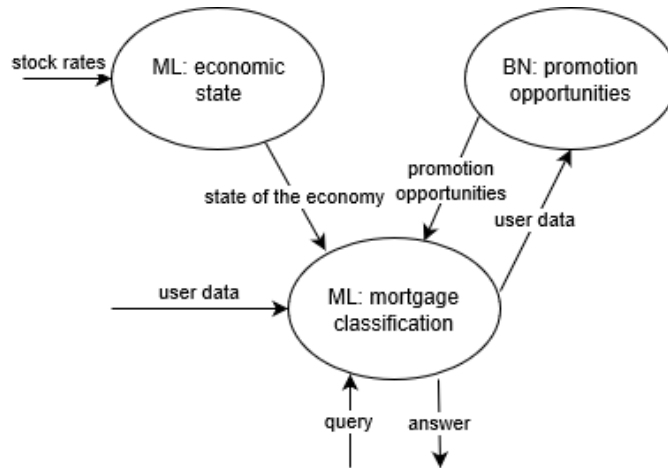 stock rates
ML: economic
state
BN: promotion
opportunities
promotion
opportunities
state of the economy
user data
user data
ML: mortgage
classification
query
answer